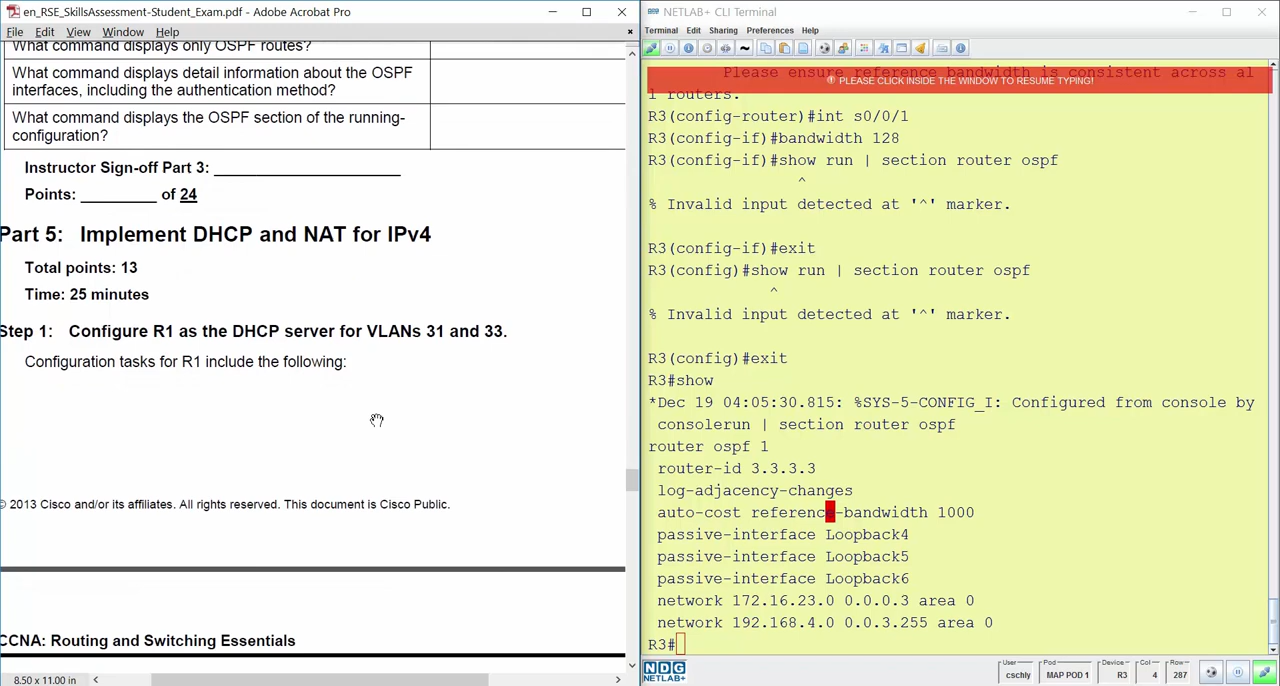 en_RSE_SkillsAssessment-Student_Exam.pdf - Adobe Acrobat Pro
File Edit View Window Help
What command displays only OSPF routes?
What command displays detail information about the OSPF
interfaces, including the authentication method?
What command displays the OSPF section of the running-
configuration?
Instructor Sign-off Part 3: ______________________
Points: _________ of 24
Part 5: Implement DHCP and NAT for IPv4
Total points: 13
Time: 25 minutes
Step 1: Configure R1 as the DHCP server for VLANs 31 and 33.
Configuration tasks for R1 include the following:
© 2013 Cisco and/or its affiliates. All rights reserved. This document is Cisco Public.
CCNA: Routing and Switching Essentials
8.50 x 11.00 in
NETLAB+ CLI Terminal
Terminal Edit Sharing Preferences Help
Please ensure reference bandwidth is consistent across al
PLEASE CLICK INSIDE THE WINDOW TO RESUME TYPING!
l routers.
R3(config-router)#int s0/0/1
R3(config-if)#bandwidth 128
R3(config-if)#show run | section router ospf
^
% Invalid input detected at '^' marker.
R3(config-if)#exit
R3(config)#show run | section router ospf
^
% Invalid input detected at '^' marker.
R3(config)#exit
R3#show
*Dec 19 04:05:30.815: %SYS-5-CONFIG_I: Configured from console by
consolerun | section router ospf
router ospf 1
router-id 3.3.3.3
log-adjacency-changes
auto-cost reference-bandwidth 1000
passive-interface Loopback4
passive-interface Loopback5
passive-interface Loopback6
network 172.16.23.0 0.0.0.3 area 0
network 192.168.4.0 0.0.3.255 area 0
R3#
NDG
NETLAB+
User
cschly
Pod
MAP POD 1
Device
R3
Col
4
Row
287